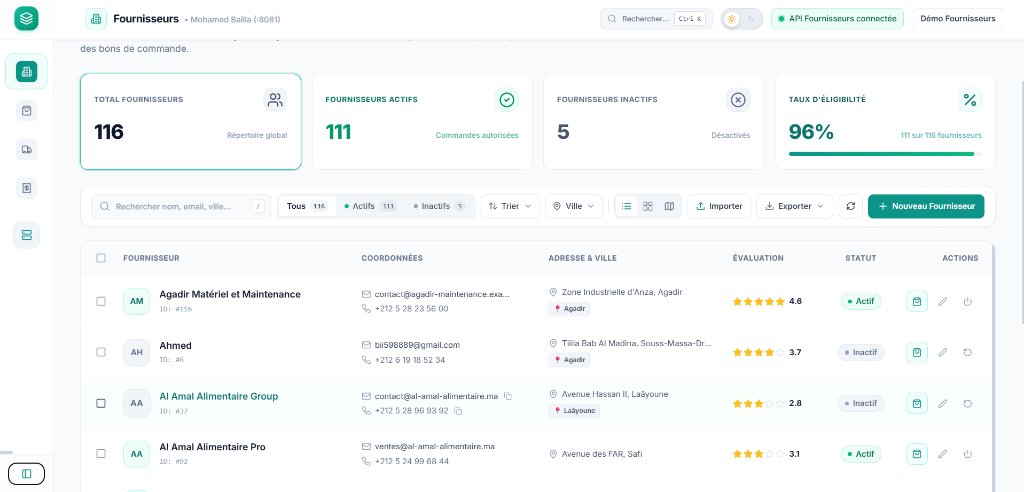 Fournisseurs • Mohamed Bailla (:8081)
Rechercher... Ctrl K
API Fournisseurs connectée
Démo Fournisseurs
des bons de commande.
TOTAL FOURNISSEURS
116
Répertoire global
FOURNISSEURS ACTIFS
111
Commandes autorisées
FOURNISSEURS INACTIFS
5
Désactivés
TAUX D'ÉLIGIBILITÉ
96%
111 sur 116 fournisseurs
Rechercher nom, email, ville... /
Tous 116 Actifs 111 Inactifs 5
Trier Ville Importer Exporter + Nouveau Fournisseur
FOURNISSEUR COORDONNÉES ADRESSE & VILLE ÉVALUATION STATUT ACTIONS
AM
Agadir Matériel et Maintenance
ID: #116
contact@agadir-maintenance.exa...
+212 5 28 23 56 00
Zone Industrielle d'Anza, Agadir
Agadir
4.6
Actif
AH
Ahmed
ID: #6
bii598889@gmail.com
+212 6 19 18 52 34
Tilila Bab Al Madina, Souss-Massa-Dr...
Agadir
3.7
Inactif
AA
Al Amal Alimentaire Group
ID: #37
contact@al-amal-alimentaire.ma
+212 5 28 96 93 92
Avenue Hassan II, Laâyoune
Laâyoune
2.8
Inactif
AA
Al Amal Alimentaire Pro
ID: #92
ventes@al-amal-alimentaire.ma
+212 5 24 99 68 44
Avenue des FAR, Safi
3.1
Actif